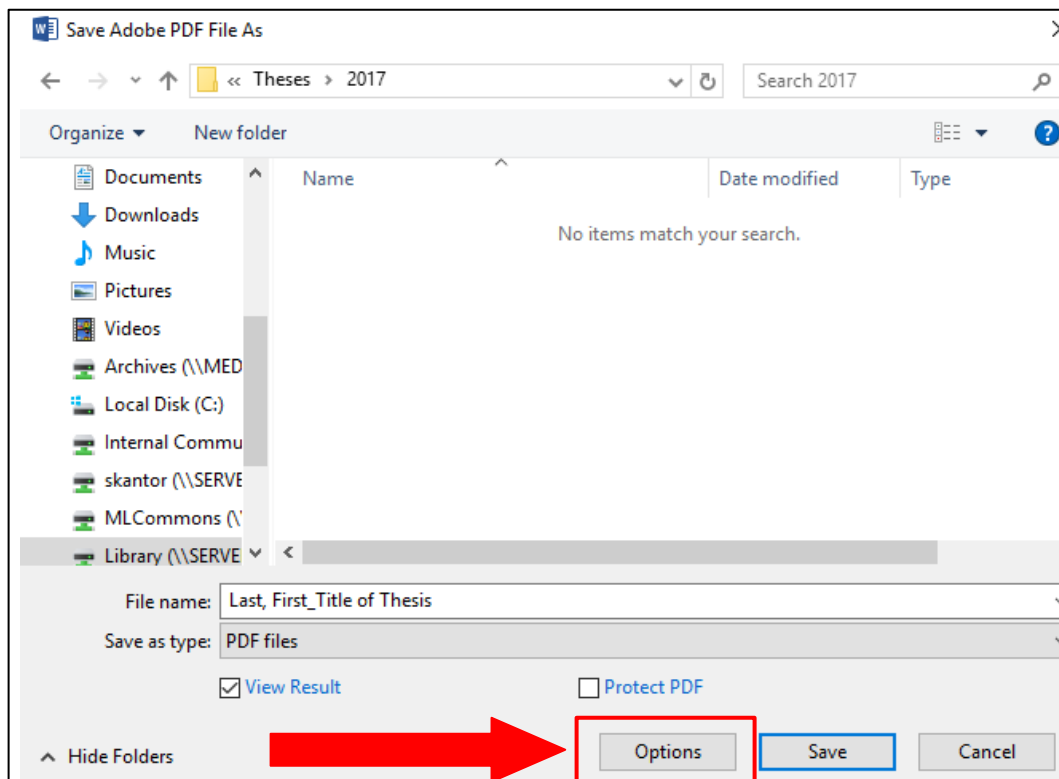 Save Adobe PDF File As
« Theses > 2017
Search 2017
Organize
New folder
?
Name
Date modified
Type
No items match your search.
Documents
Downloads
Music
Pictures
Videos
Archives (\\MED
Local Disk (C:)
Internal Commu
skantor (\\SERVE
MLCommons (\'
Library (\\SERVE
File name: Last, First_Title of Thesis
Save as type: PDF files
View Result
Protect PDF
Hide Folders
Options
Save
Cancel